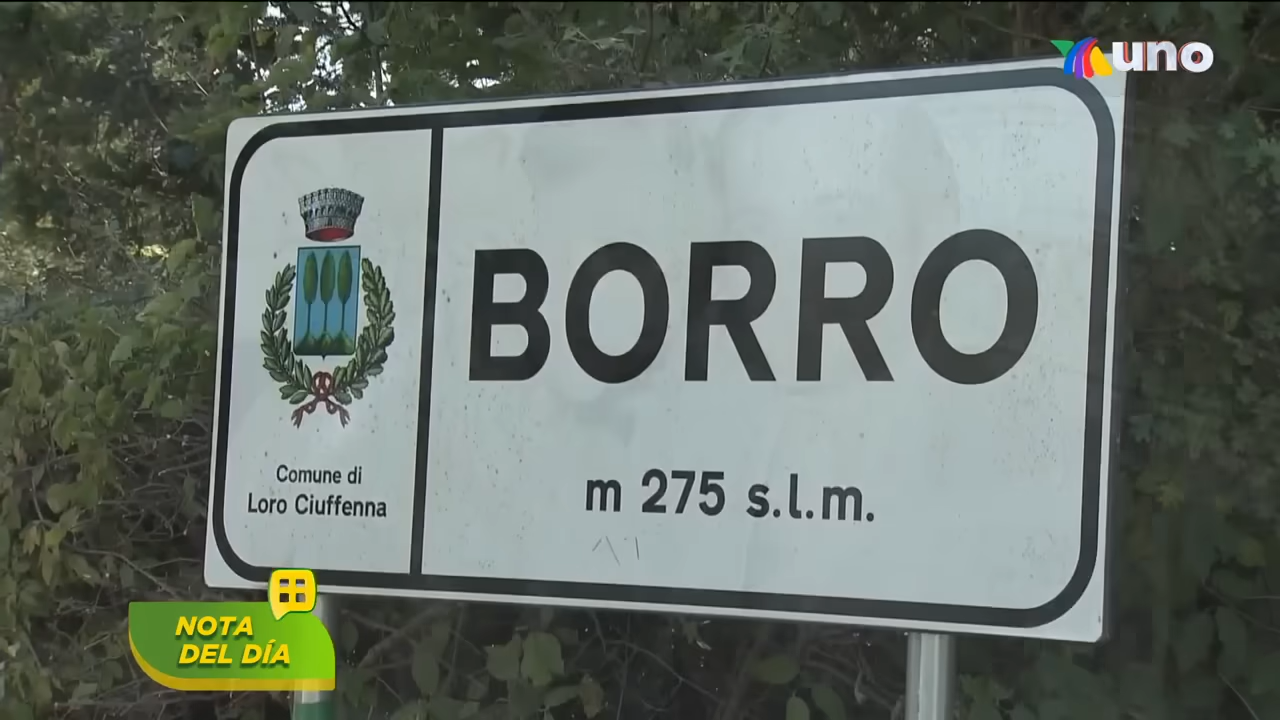 uno
BORRO
m 275 s.l.m.
Comune di
Loro Ciuffenna
NOTA
DEL DÍA